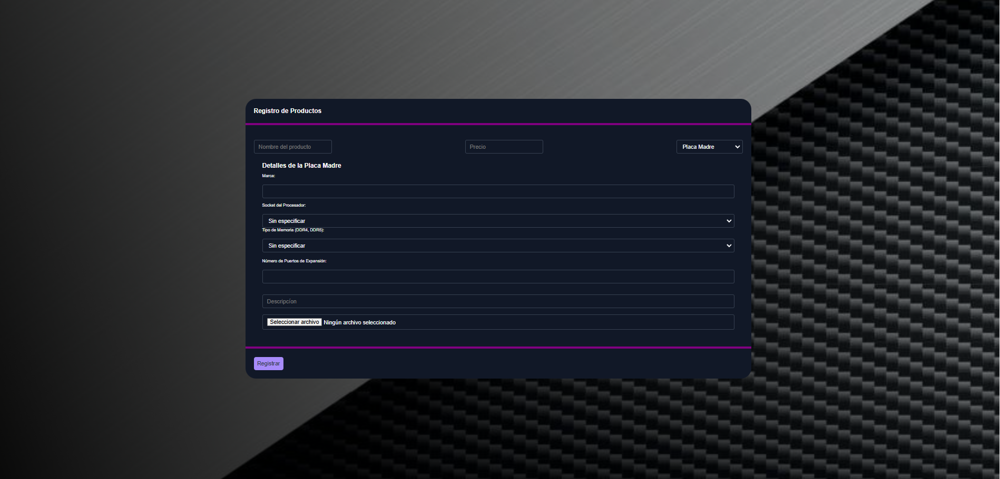 Registro de Productos
Nombre del producto
Precio
Placa Madre
Detalles de la Placa Madre
Marca:
Socket del Procesador:
Sin especificar
Tipo de Memoria (DDR4, DDR5):
Sin especificar
Número de Puertos de Expansión:
Descripcíon
Seleccionar archivo Ningún archivo seleccionado
Registrar